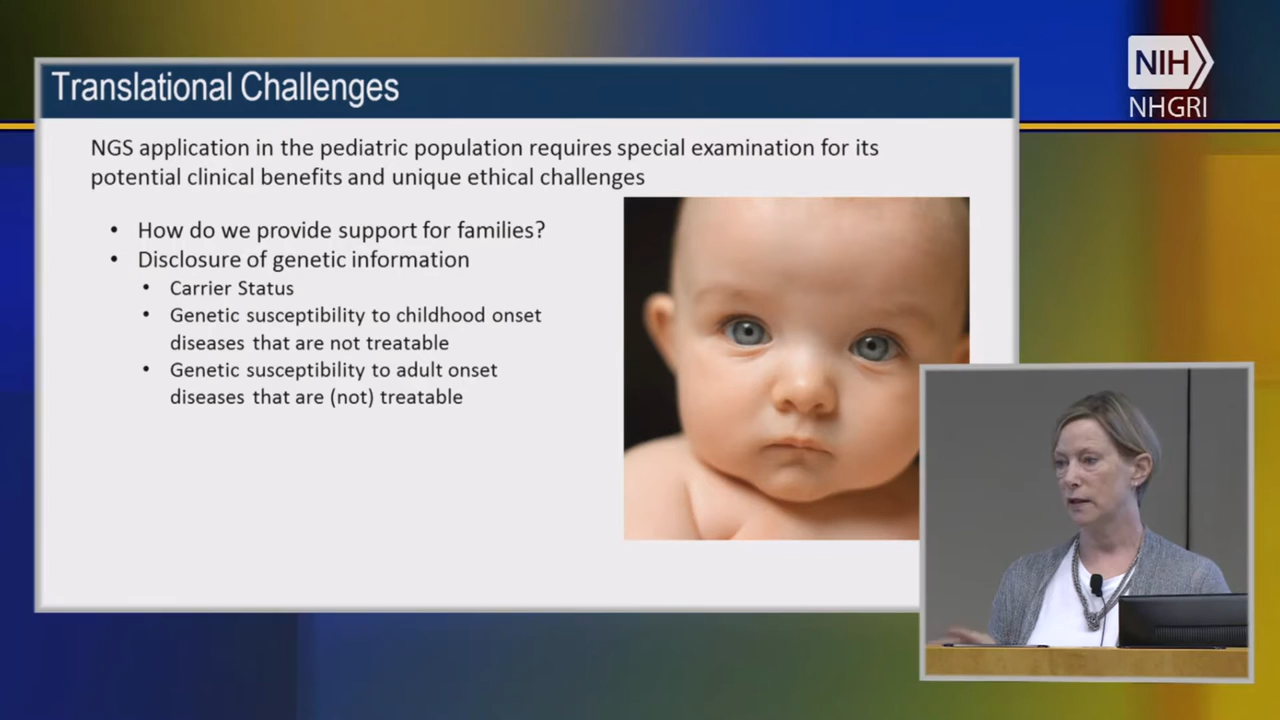 Translational Challenges
NIH
NHGRI
NGS application in the pediatric population requires special examination for its
potential clinical benefits and unique ethical challenges
• How do we provide support for families?
• Disclosure of genetic information
• Carrier Status
• Genetic susceptibility to childhood onset
diseases that are not treatable
• Genetic susceptibility to adult onset
diseases that are (not) treatable